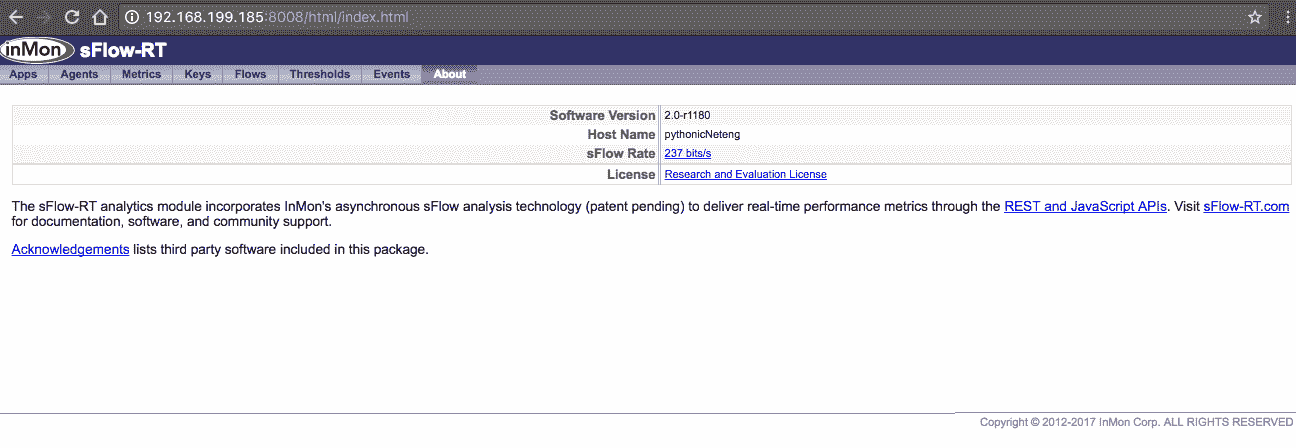 192.168.199.185:8008/html/index.html
inMon sFlow-RT
Apps Agents Metrics Keys Flows Thresholds Events About
Software Version 2.0-r1180
Host Name pythonicNeteng
sFlow Rate 237 bits/s
License Research and Evaluation License
The sFlow-RT analytics module incorporates InMon's asynchronous sFlow analysis technology (patent pending) to deliver real-time performance metrics through the REST and JavaScript APIs. Visit sFlow-RT.com
for documentation, software, and community support.
Acknowledgements lists third party software included in this package.
Copyright © 2012-2017 InMon Corp. ALL RIGHTS RESERVED